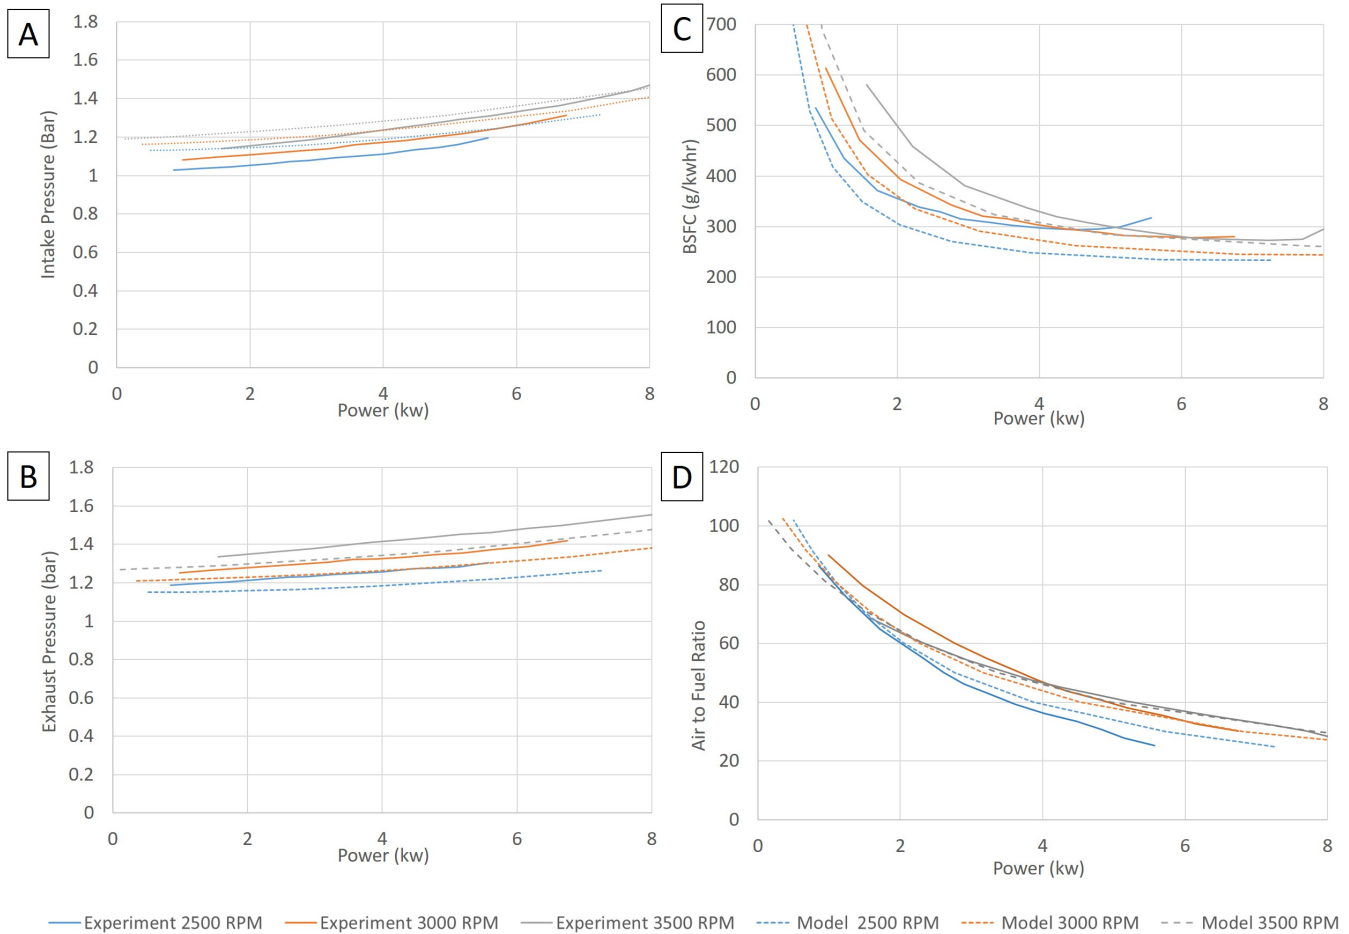 A
1.8
1.6
1.4
1.2
1
0.8
0.6
0.4
0.2
0
Intake Pressure (Bar)
0 2 4 6 8
Power (kw)
C
700
600
500
400
300
200
100
0
BSFC (g/kwhr)
0 2 4 6 8
Power (kw)
B
1.8
1.6
1.4
1.2
1
0.8
0.6
0.4
0.2
0
Exhaust Pressure (bar)
0 2 4 6 8
Power (kw)
D
120
100
80
60
40
20
0
Air to Fuel Ratio
0 2 4 6 8
Power (kw)
Experiment 2500 RPM Experiment 3000 RPM Experiment 3500 RPM Model 2500 RPM Model 3000 RPM Model 3500 RPM